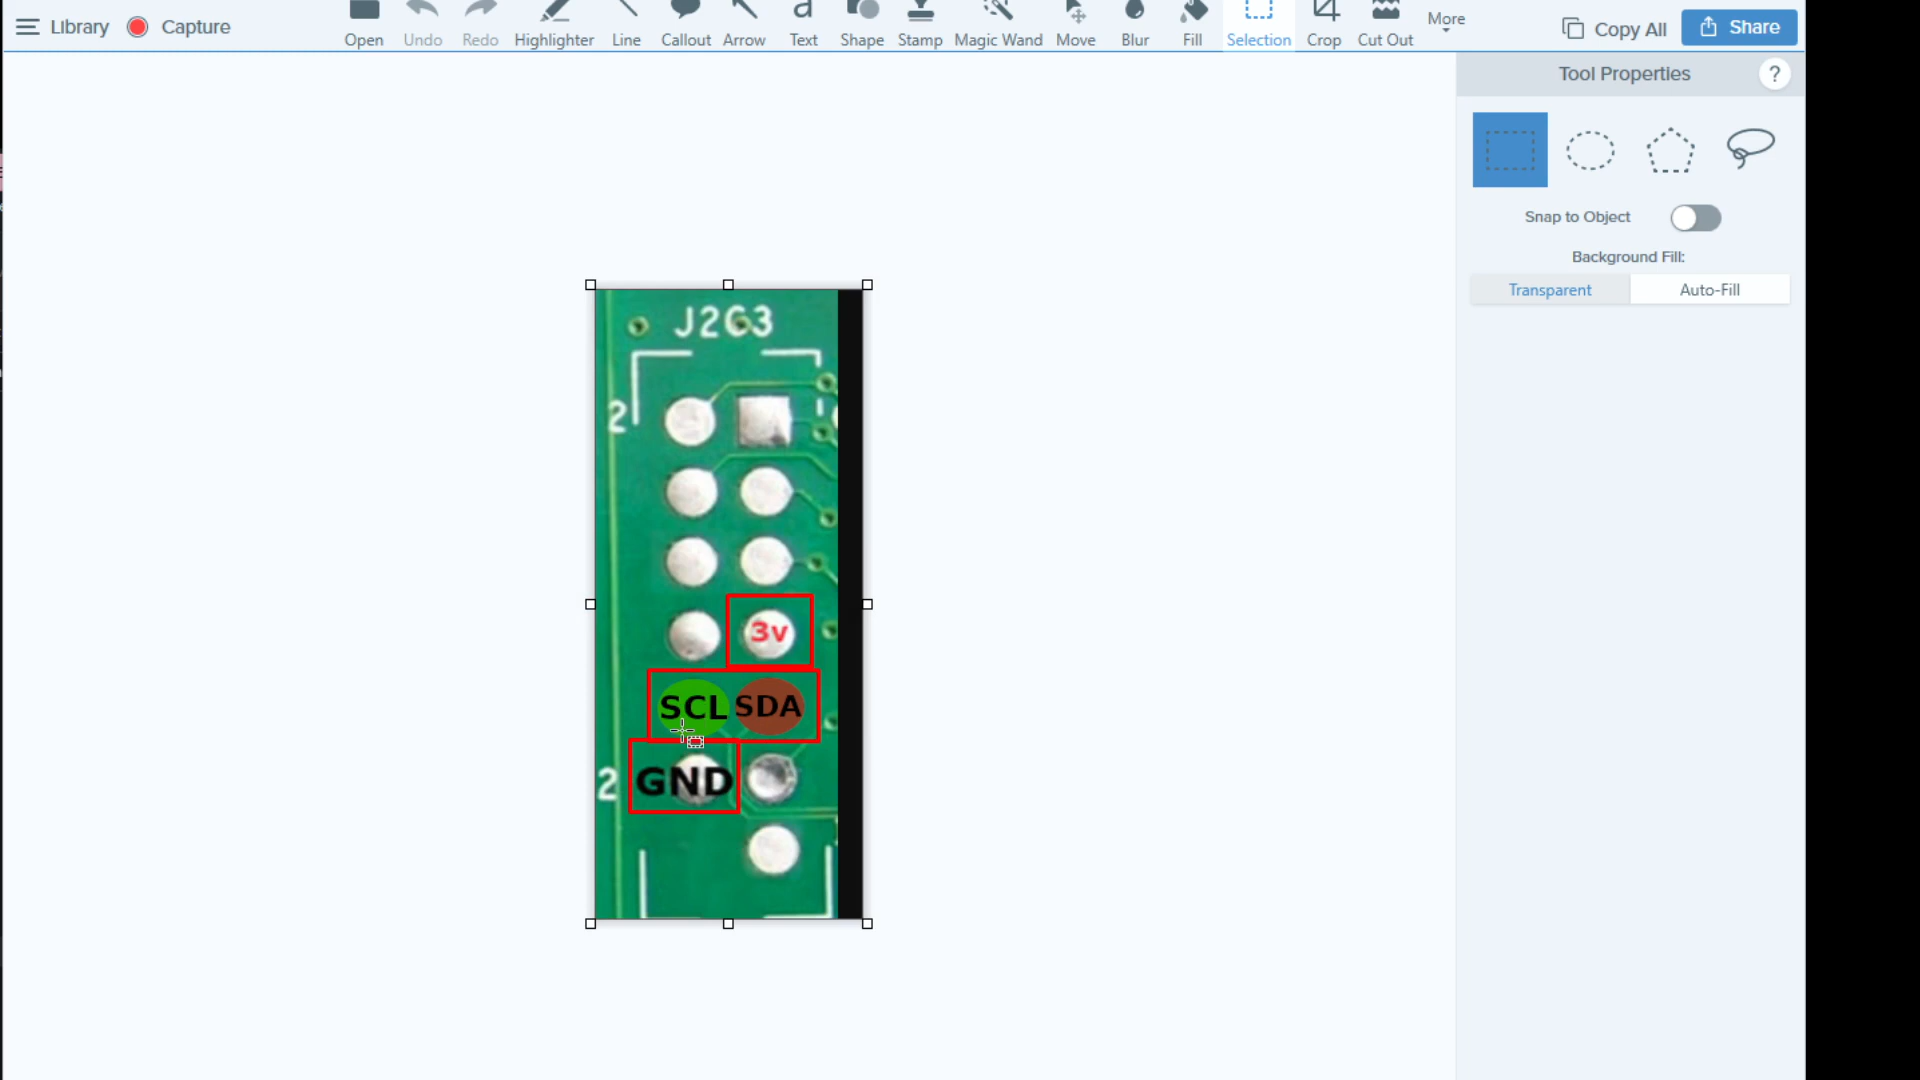 Library Capture Open Undo Redo Highlighter Line Callout Arrow Text Shape Stamp Magic Wand Move Blur Fill Selection Crop Cut Out More Copy All Share
Tool Properties ?
Snap to Object
Background Fill:
Transparent Auto-Fill
J2G3
2
3v
SCL SDA
2 GND